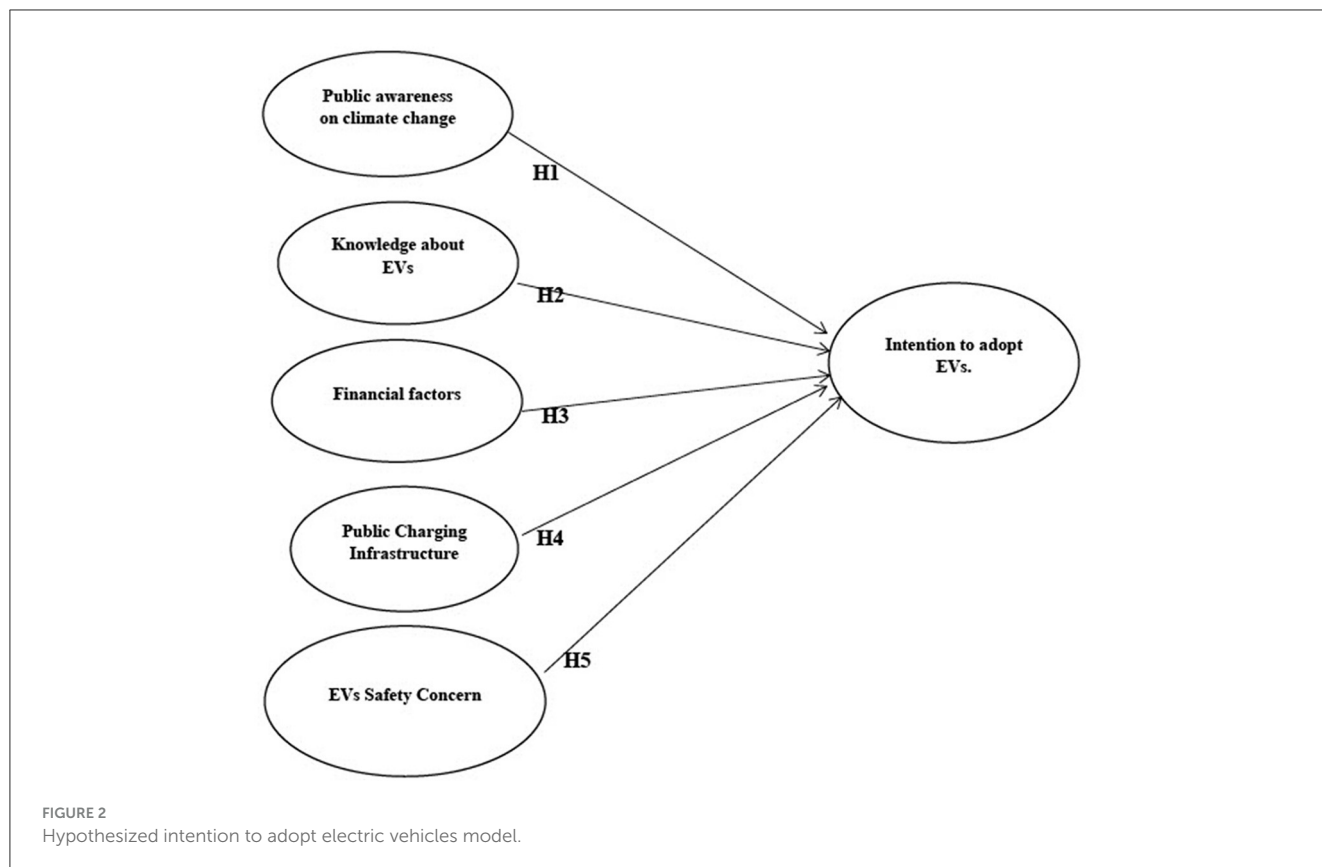 Public awareness
on climate change
H1
Knowledge about
EVs
H2
Intention to adopt
EVs.
Financial factors
H3
Public Charging
Infrastructure
H4
EVs Safety Concern
H5
FIGURE 2
Hypothesized intention to adopt electric vehicles model.